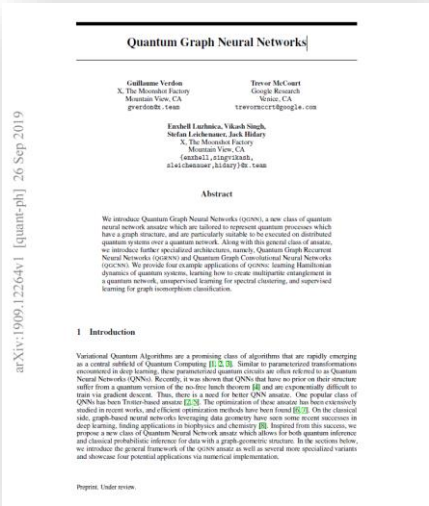 Quantum Graph Neural Networks
Guillaume Verdon
X, The Moonshot Factory
Mountain View, CA
gverdon@x.team
Trevor McCourt
Google Research
Venice, CA
trevormccrt@google.com
Enxhell Luzhnica, Vikash Singh,
Stefan Leichenauer, Jack Hidary
X, The Moonshot Factory
Mountain View, CA
{enxhell,singvikash,
sleichenauer,hidary}@x.team
Abstract
We introduce Quantum Graph Neural Networks (QGNN), a new class of quantum
neural network ansatze which are tailored to represent quantum processes which
have a graph structure, and are particularly suitable to be executed on distributed
quantum systems over a quantum network. Along with this general class of ansatze,
we introduce further specialized architectures, namely, Quantum Graph Recurrent
Neural Networks (QGRNN) and Quantum Graph Convolutional Neural Networks
(QGCNN). We provide four example applications of QGNNs: learning Hamiltonian
dynamics of quantum systems, learning how to create multipartite entanglement in
a quantum network, unsupervised learning for spectral clustering, and supervised
learning for graph isomorphism classification.
1 Introduction
Variational Quantum Algorithms are a promising class of algorithms that are rapidly emerging
as a central subfield of Quantum Computing [1, 2, 3]. Similar to parameterized transformations
encountered in deep learning, these parameterized quantum circuits are often referred to as Quantum
Neural Networks (QNNs). Recently, it was shown that QNNs that have no prior on their structure
suffer from a quantum version of the no-free lunch theorem [4] and are exponentially difficult to
train via gradient descent. Thus, there is a need for better QNN ansatze. One popular class of
QNNs has been Trotter-based ansatze [2, 5]. The optimization of these ansatze has been extensively
studied in recent works, and efficient optimization methods have been found [6, 7]. On the classical
side, graph-based neural networks leveraging data geometry have seen some recent successes in
deep learning, finding applications in biophysics and chemistry [8]. Inspired from this success, we
propose a new class of Quantum Neural Network ansatz which allows for both quantum inference
and classical probabilistic inference for data with a graph-geometric structure. In the sections below,
we introduce the general framework of the QGNN ansatz as well as several more specialized variants
and showcase four potential applications via numerical implementation.
Preprint. Under review.
arXiv:1909.12264v1 [quant-ph] 26 Sep 2019